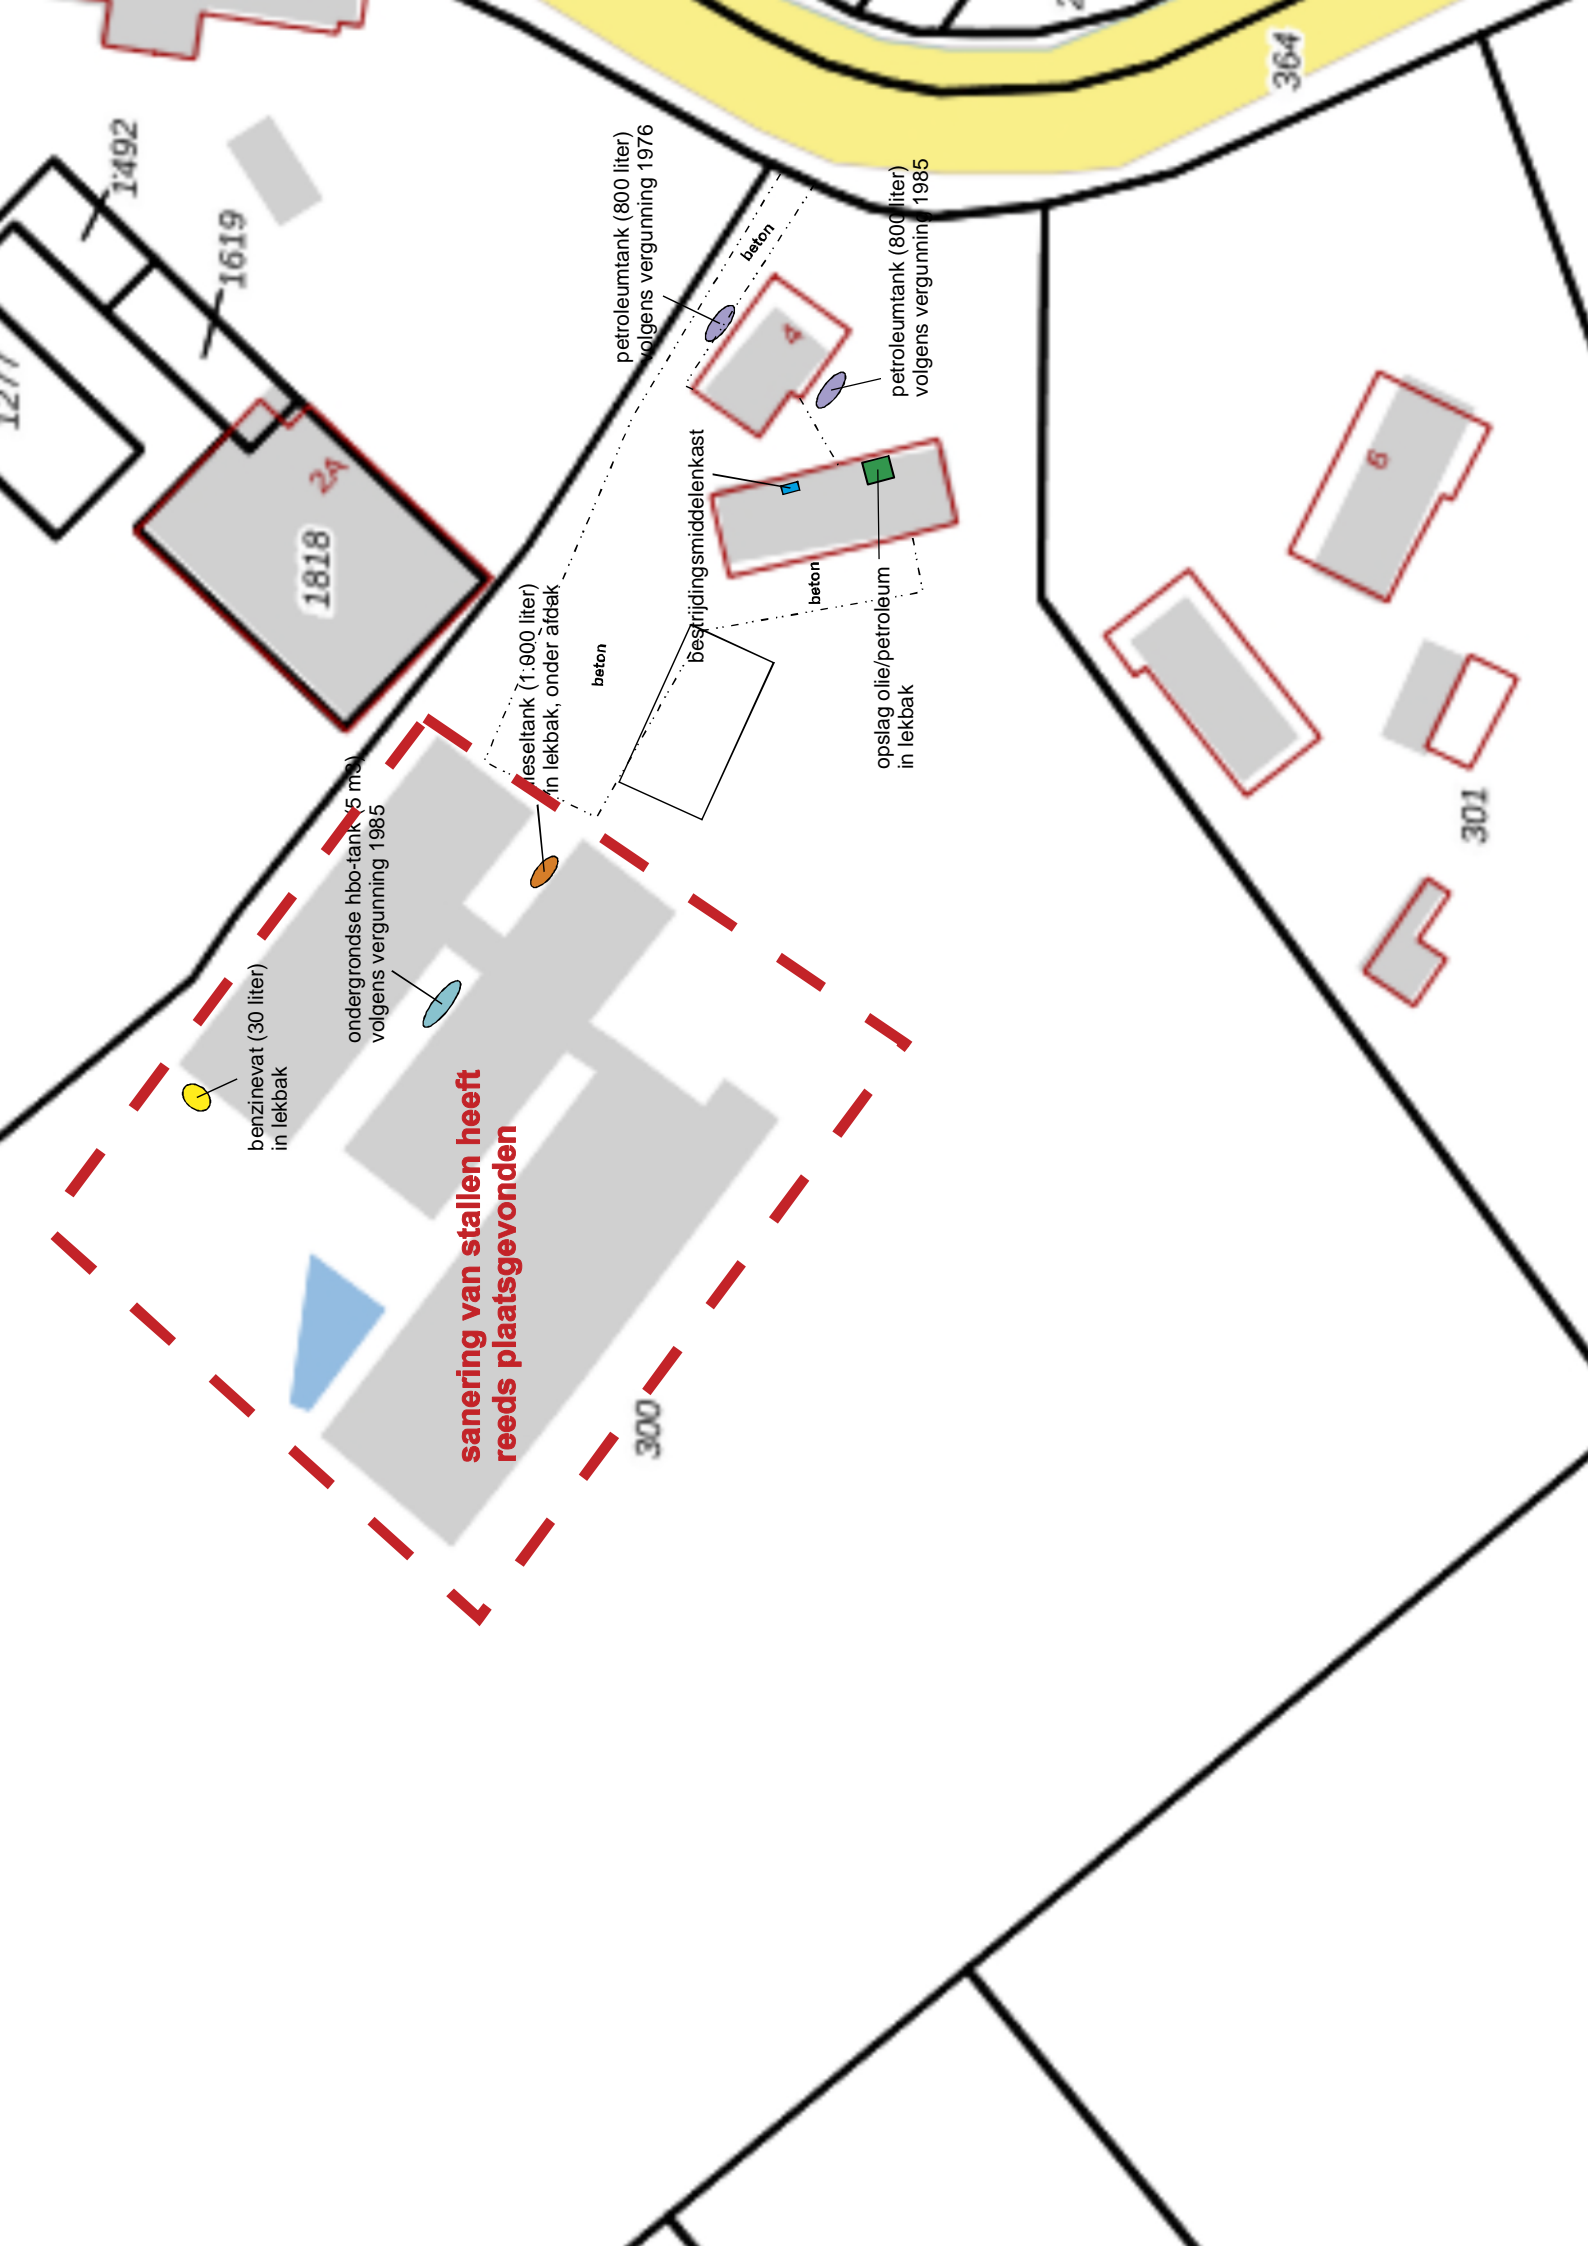 364
1492
1619
1277
2A
1818
petroleumtank (800 liter)
volgens vergunning 1976
beton
petroleumtank (800 liter)
volgens vergunning 1985
4
bestrijdingsmiddelenkast
beton
opslag olie/petroleum
in lekbak
6
301
beton
(1.000 liter)
in lekbak, onder afdak
ondergrondse hbo-tank (5 m3)
volgens vergunning 1985
benzinevat (30 liter)
in lekbak
sanering van stallen heeft
reeds plaatsgevonden
300